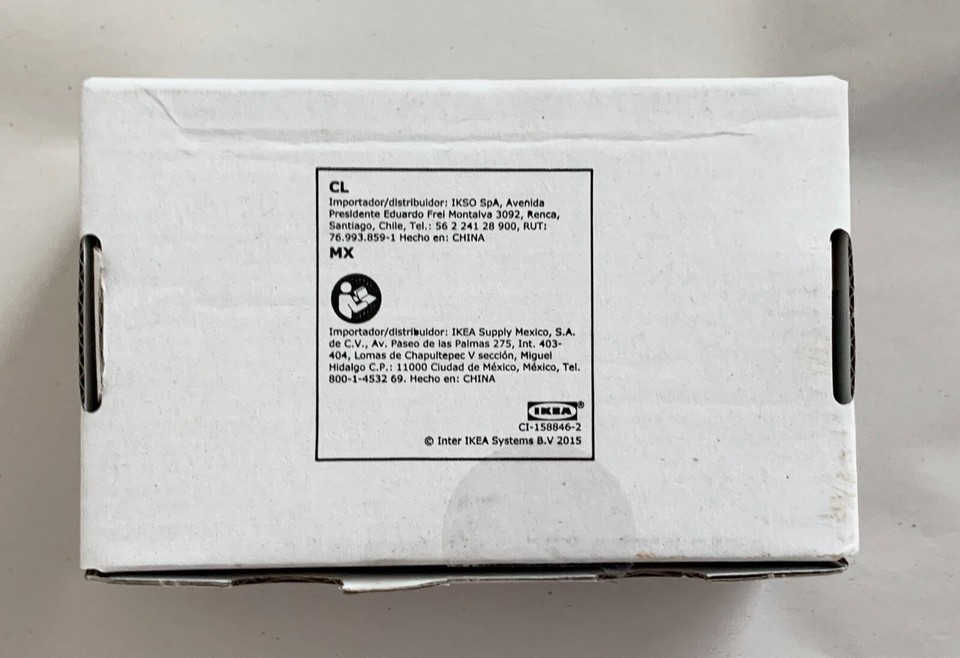 CL
Importador/distribuidor: IKSO SpA, Avenida
Presidente Eduardo Frei Montalva 3092, Renca,
Santiago, Chile, Tel.: 56 2 241 28 900, RUT:
76.993.859-1 Hecho en: CHINA
MX
Importador/distribuidor: IKEA Supply Mexico, S.A.
de C.V., Av. Paseo de las Palmas 275, Int. 403-
404, Lomas de Chapultepec V sección, Miguel
Hidalgo C.P.: 11000 Ciudad de México, México, Tel.
800-1-4532 69. Hecho en: CHINA
IKEA®
CI-158846-2
© Inter IKEA Systems B.V 2015